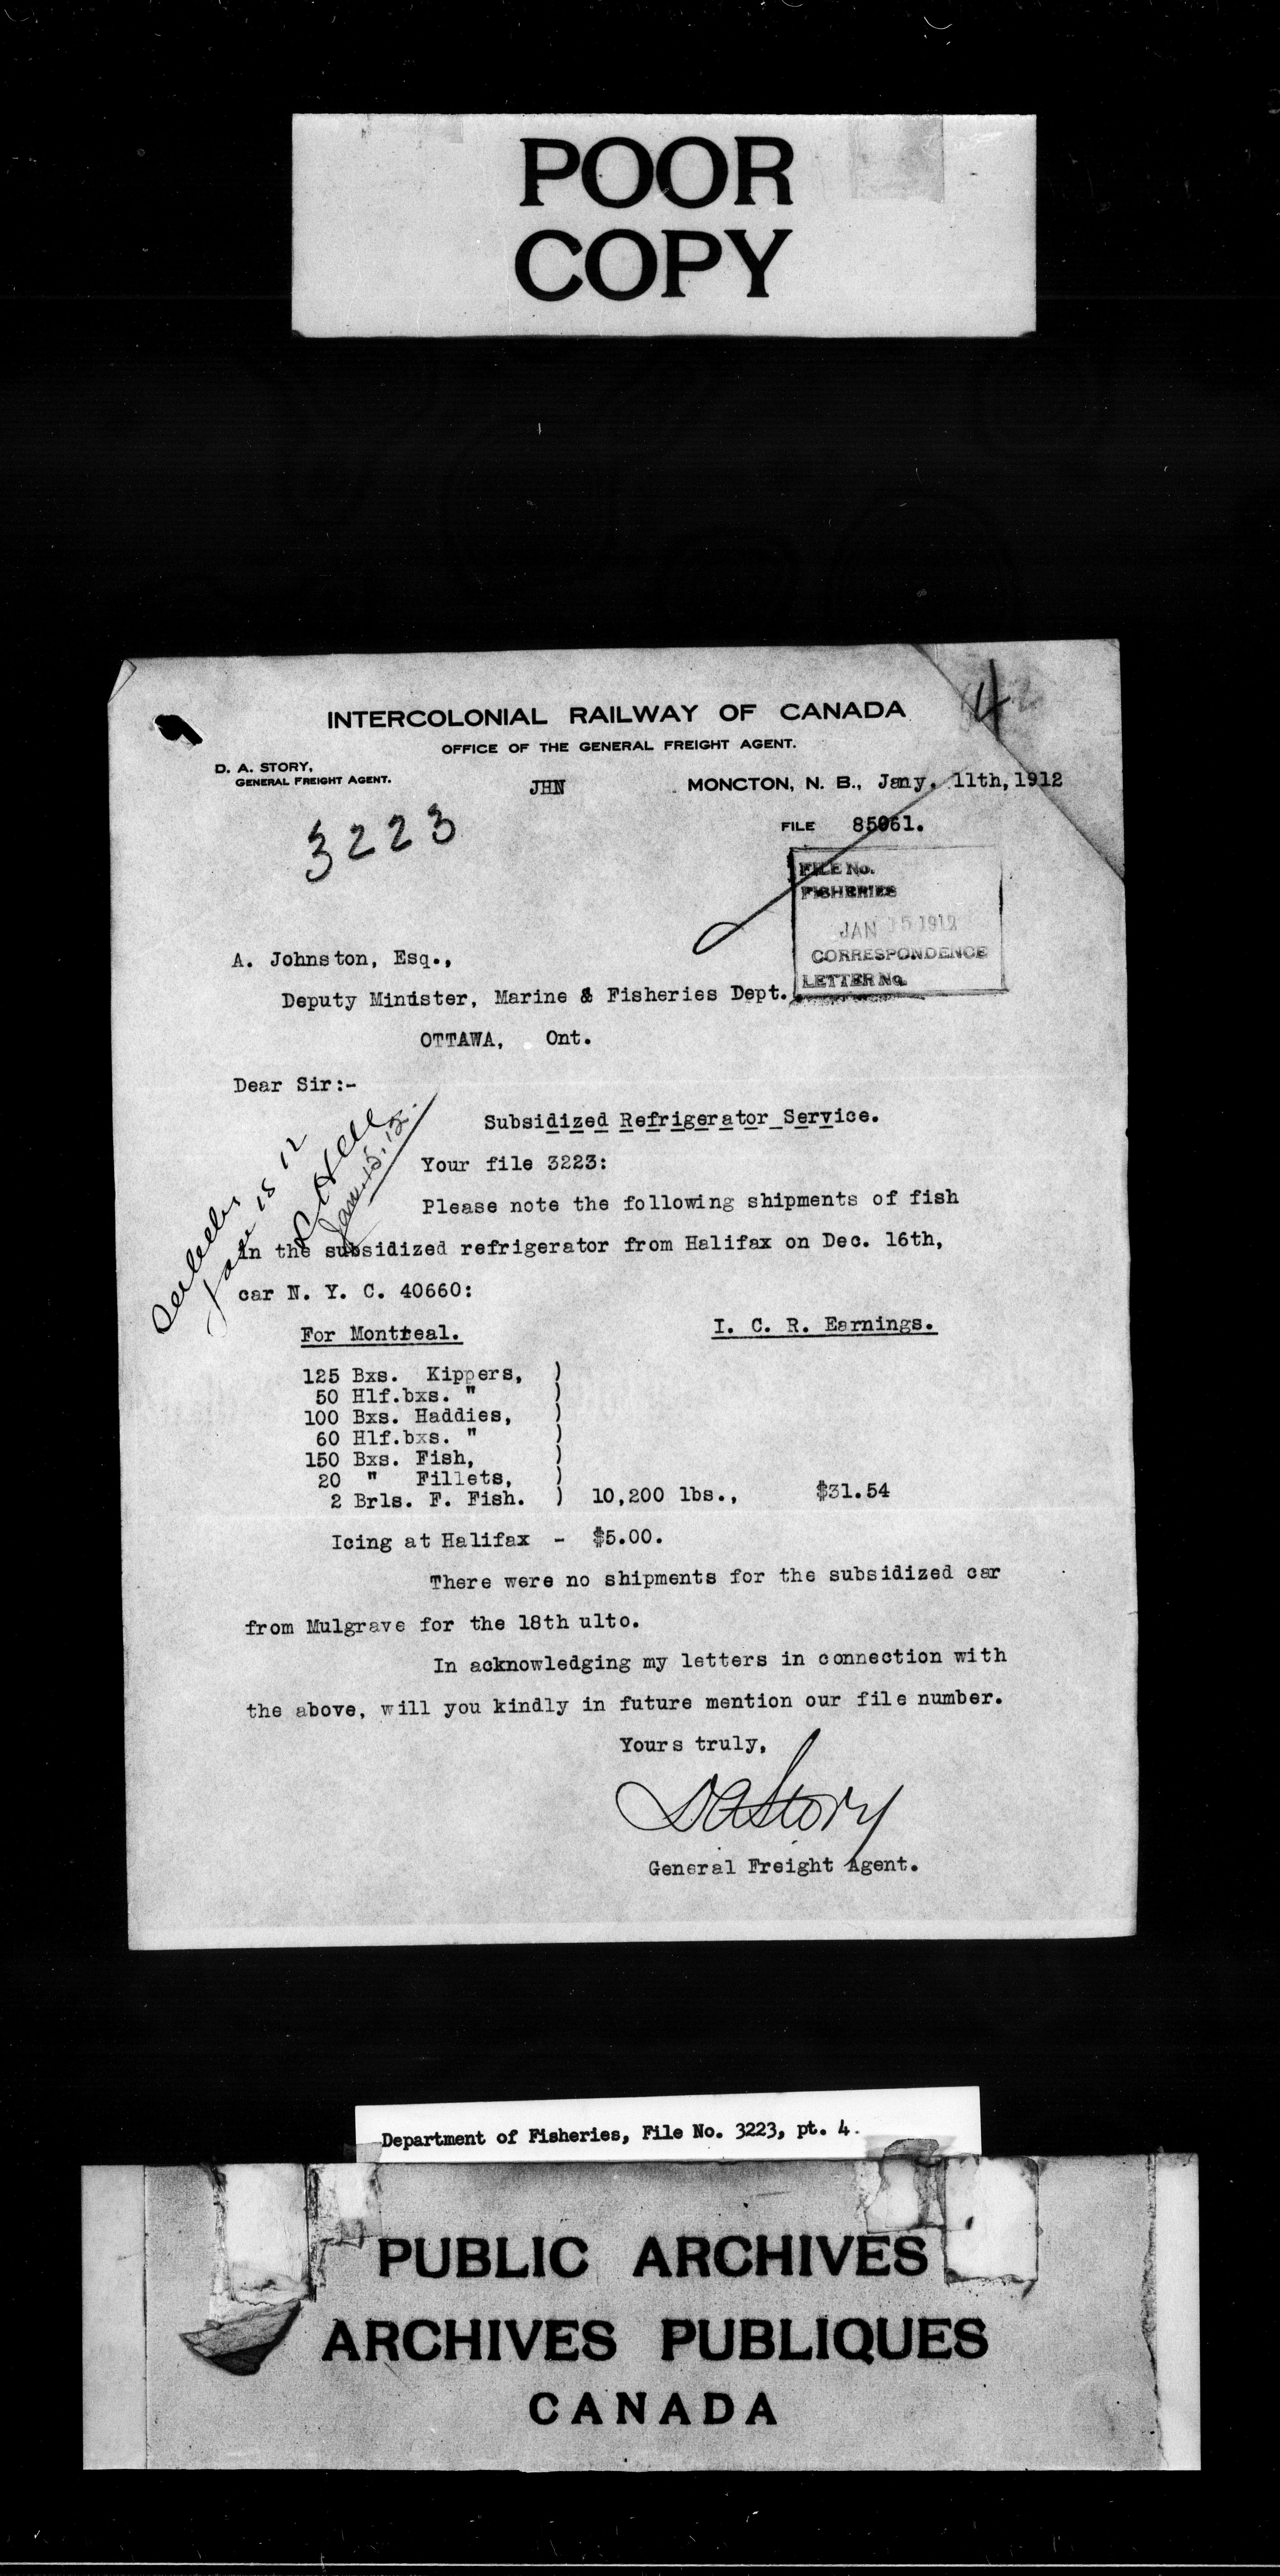 POOR
COPY
INTERCOLONIAL RAILWAY OF CANADA
OFFICE OF THE GENERAL FREIGHT AGENT.
D. A. STORY,
GENERAL FREIGHT AGENT.
JHN
MONCTON, N. B., Jany. 11th, 1912
3223
FILE 85061.
FILE No.
FISHERIES
JAN 15 1912
CORRESPONDENCE
LETTER No.
A. Johnston, Esq.,
Deputy Minister, Marine & Fisheries Dept.
OTTAWA, Ont.
Dear Sir:-
Subsidized Refrigerator Service.
Your file 3223:
Please note the following shipments of fish
in the subsidized refrigerator from Halifax on Dec. 16th,
car N. Y. C. 40660:
Jan. 15. 12
For Montreal.
I. C. R. Earnings.
125 Bxs. Kippers, )
50 Hlf.bxs. " )
100 Bxs. Haddies, )
60 Hlf.bxs. " )
150 Bxs. Fish, )
20 " Fillets, )
2 Brls. F. Fish. ) 10,200 lbs., $31.54
Icing at Halifax - $5.00.
There were no shipments for the subsidized car
from Mulgrave for the 18th ulto.
In acknowledging my letters in connection with
the above, will you kindly in future mention our file number.
Yours truly,
DAStory
General Freight Agent.
Department of Fisheries, File No. 3223, pt. 4.
PUBLIC ARCHIVES
ARCHIVES PUBLIQUES
CANADA